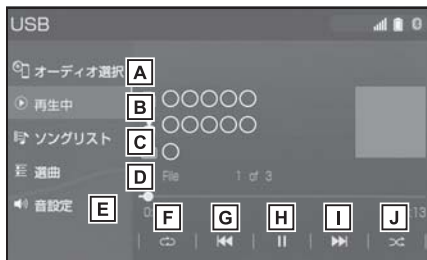 USB
オーディオ選択 A
再生中 B ○○○○○
ソングリスト C ○○○○○
○
選曲 D File 1 of 3
音設定 E
F G H I J